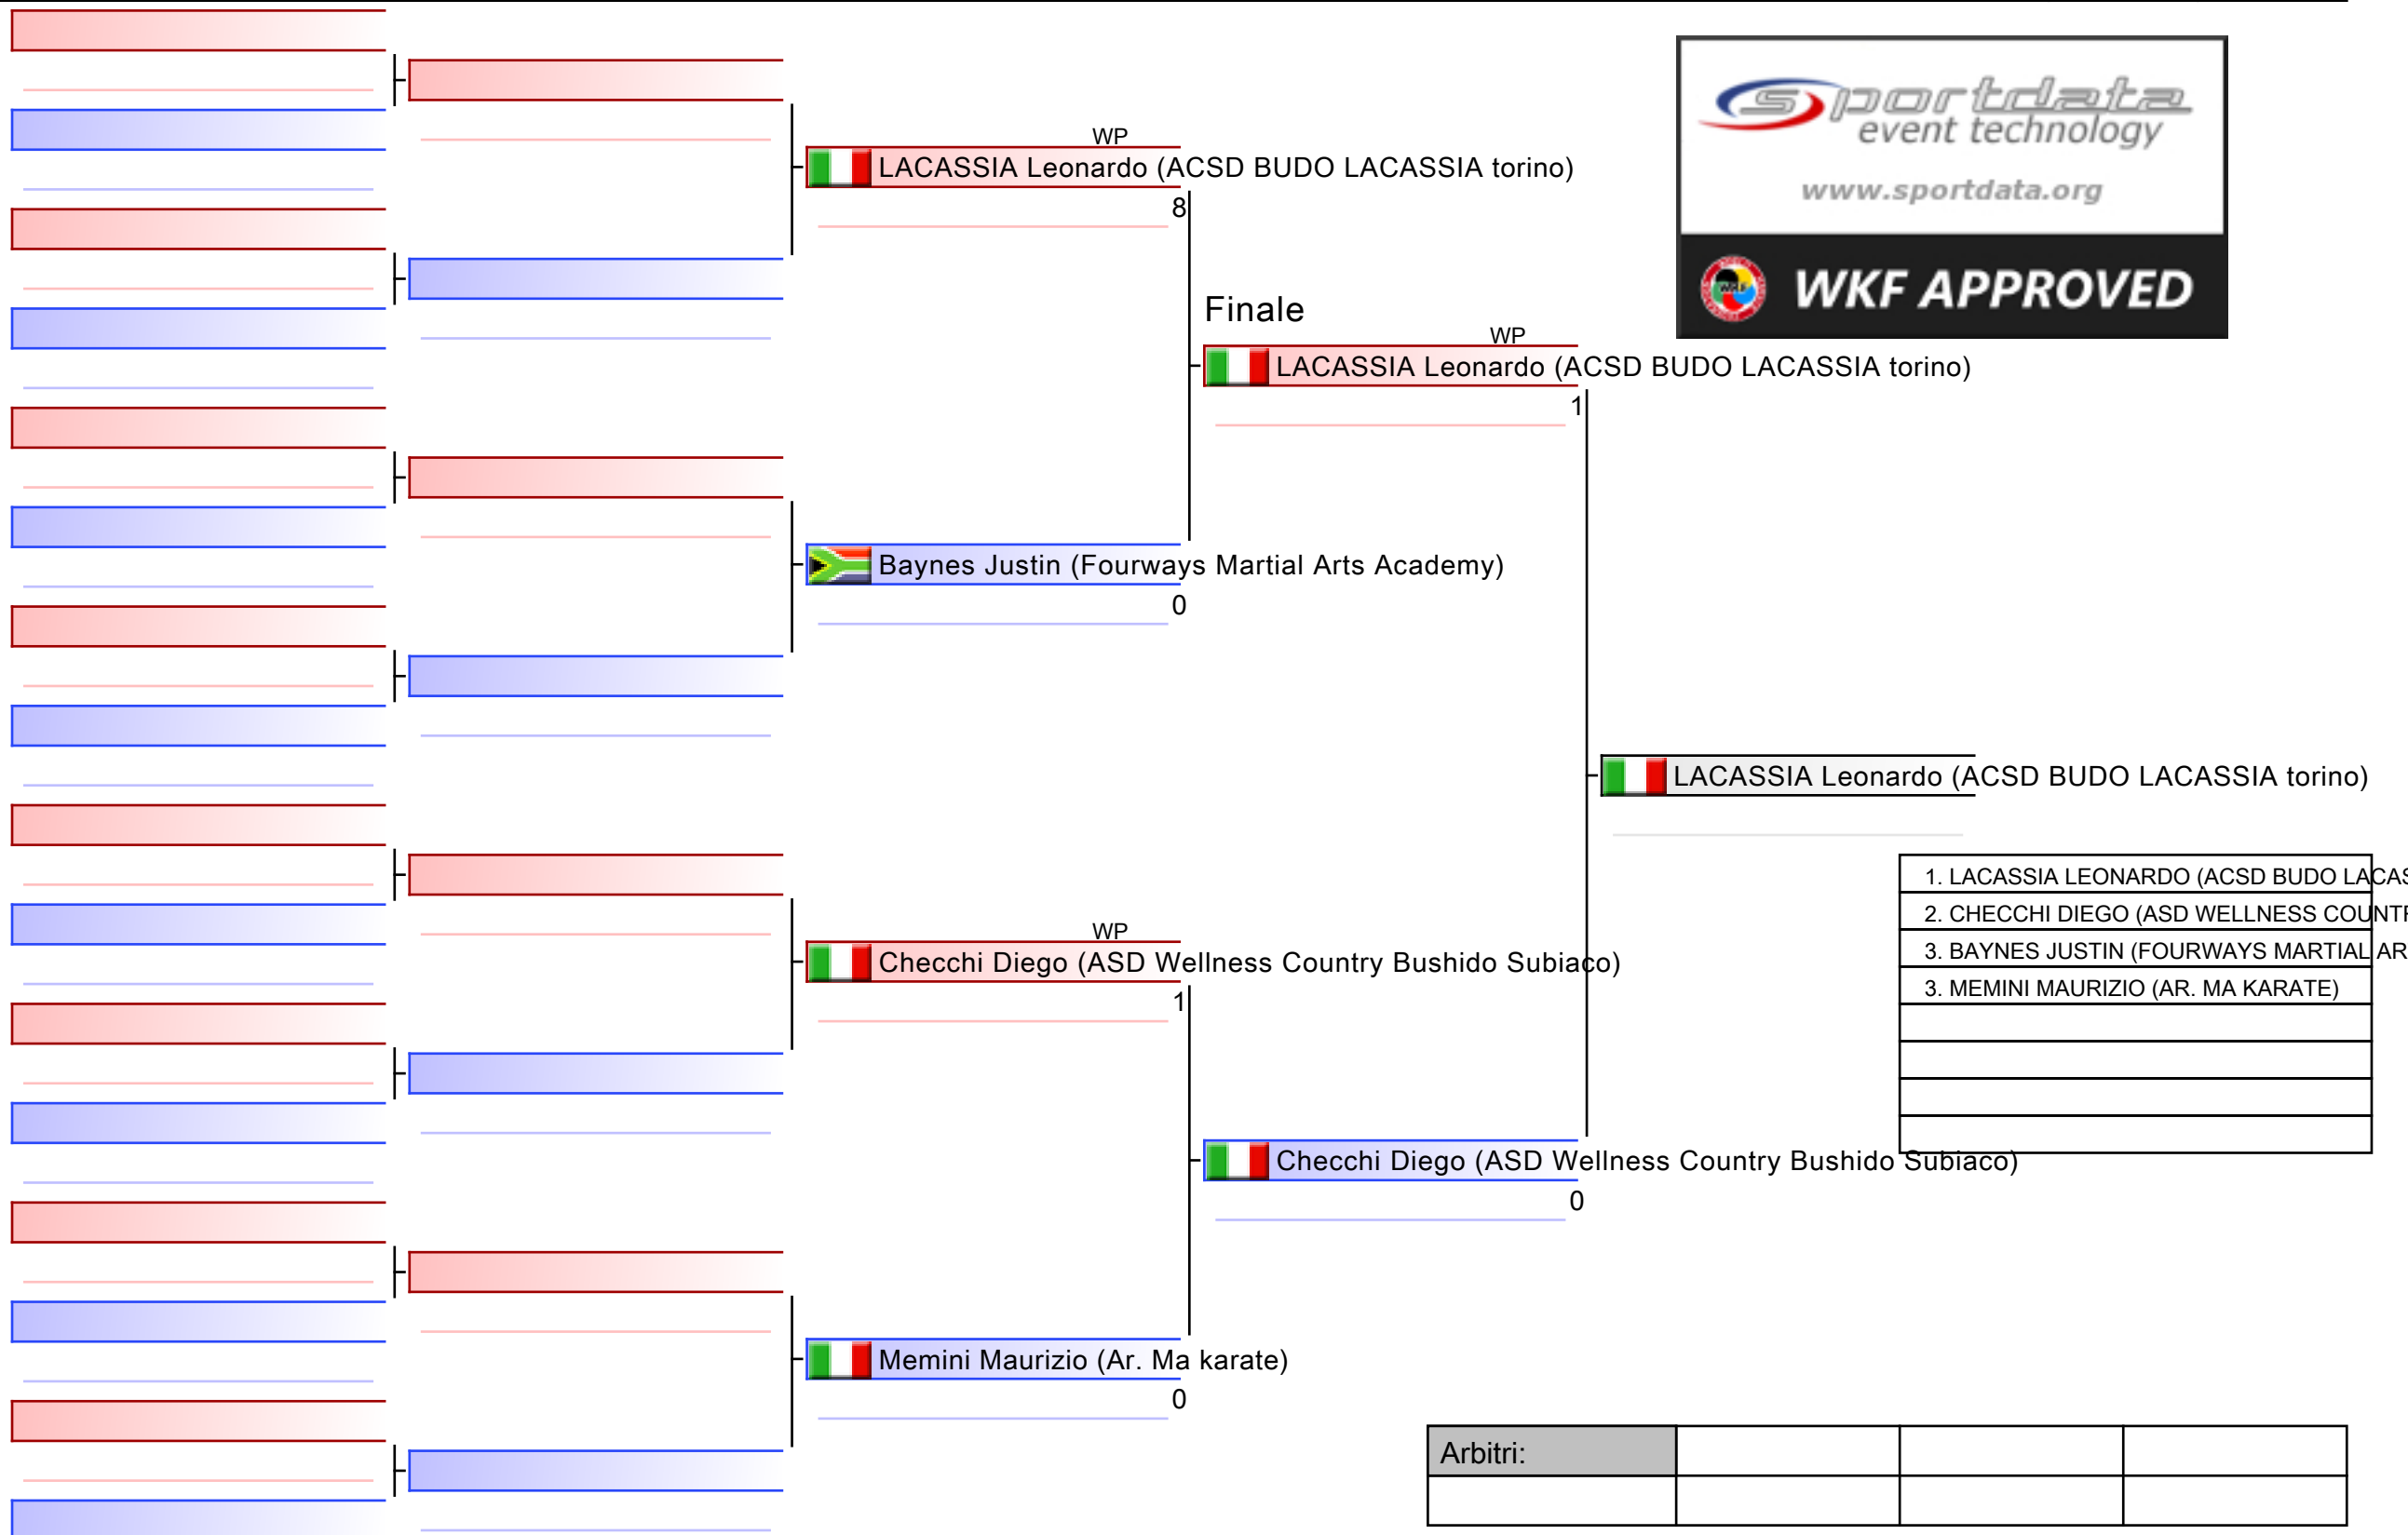 sportdata
event technology
www.sportdata.org
WKF APPROVED
WP
LACASSIA Leonardo (ACSD BUDO LACASSIA torino)
8
Finale
WP
LACASSIA Leonardo (ACSD BUDO LACASSIA torino)
1
Baynes Justin (Fourways Martial Arts Academy)
0
LACASSIA Leonardo (ACSD BUDO LACASSIA torino)
1. LACASSIA LEONARDO (ACSD BUDO LACAS
2. CHECCHI DIEGO (ASD WELLNESS COUNTR
3. BAYNES JUSTIN (FOURWAYS MARTIAL AR
3. MEMINI MAURIZIO (AR. MA KARATE)
WP
Checchi Diego (ASD Wellness Country Bushido Subiaco)
1
Checchi Diego (ASD Wellness Country Bushido Subiaco)
0
Memini Maurizio (Ar. Ma karate)
0
Arbitri: